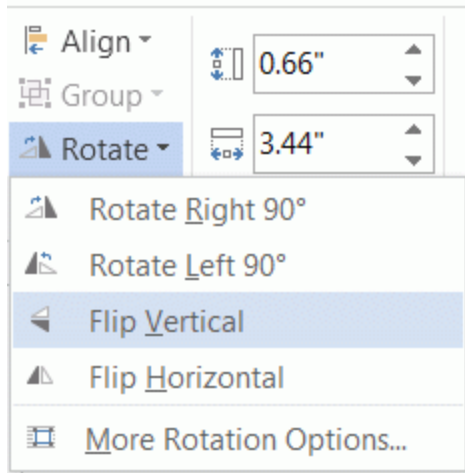 Align
0.66"
Group
Rotate
3.44"
Rotate Right 90°
Rotate Left 90°
Flip Vertical
Flip Horizontal
More Rotation Options...